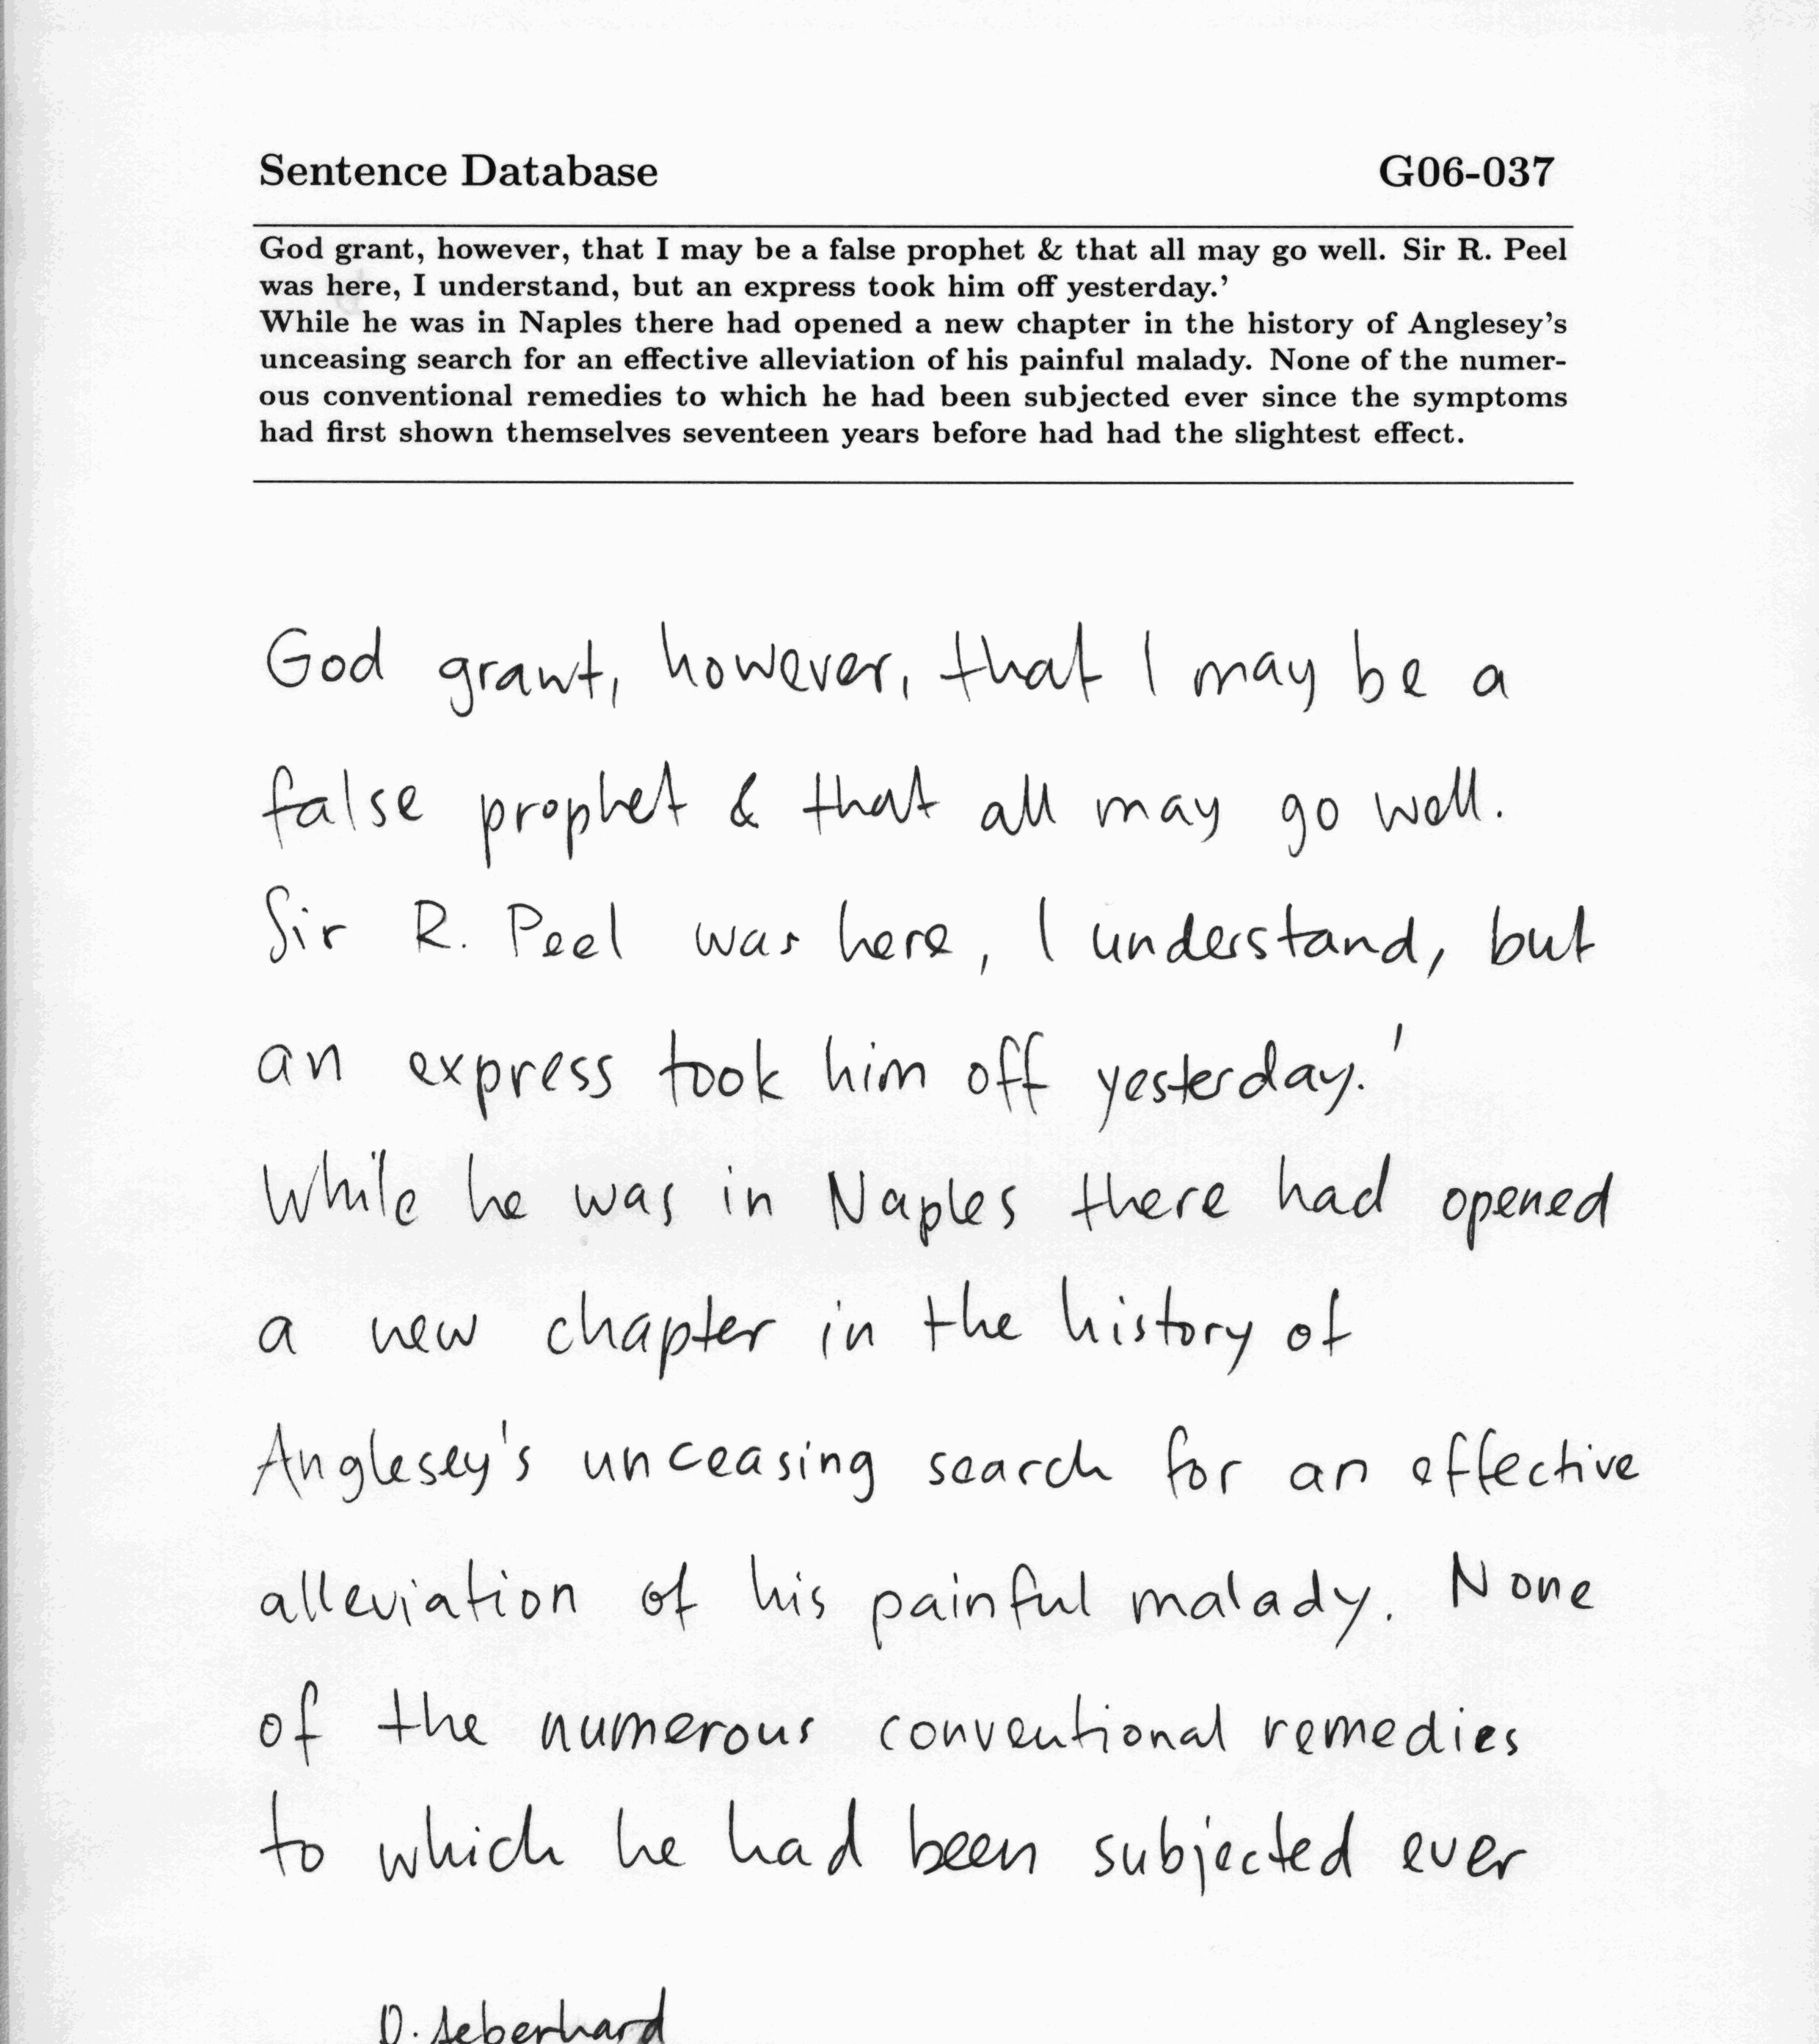 Sentence Database G06-037
God grant, however, that I may be a false prophet & that all may go well. Sir R. Peel
was here, I understand, but an express took him off yesterday.’
While he was in Naples there had opened a new chapter in the history of Anglesey’s
unceasing search for an effective alleviation of his painful malady. None of the numer-
ous conventional remedies to which he had been subjected ever since the symptoms
had first shown themselves seventeen years before had had the slightest effect.
God grant, however, that I may be a
false prophet & that all may go well.
Sir R. Peel was here, I understand, but
an express took him off yesterday.'
While he was in Naples there had opened
a new chapter in the history of
Anglesey's unceasing search for an effective
alleviation of his painful malady. None
of the numerous conventional remedies
to which he had been subjected ever
D. Aeberhard